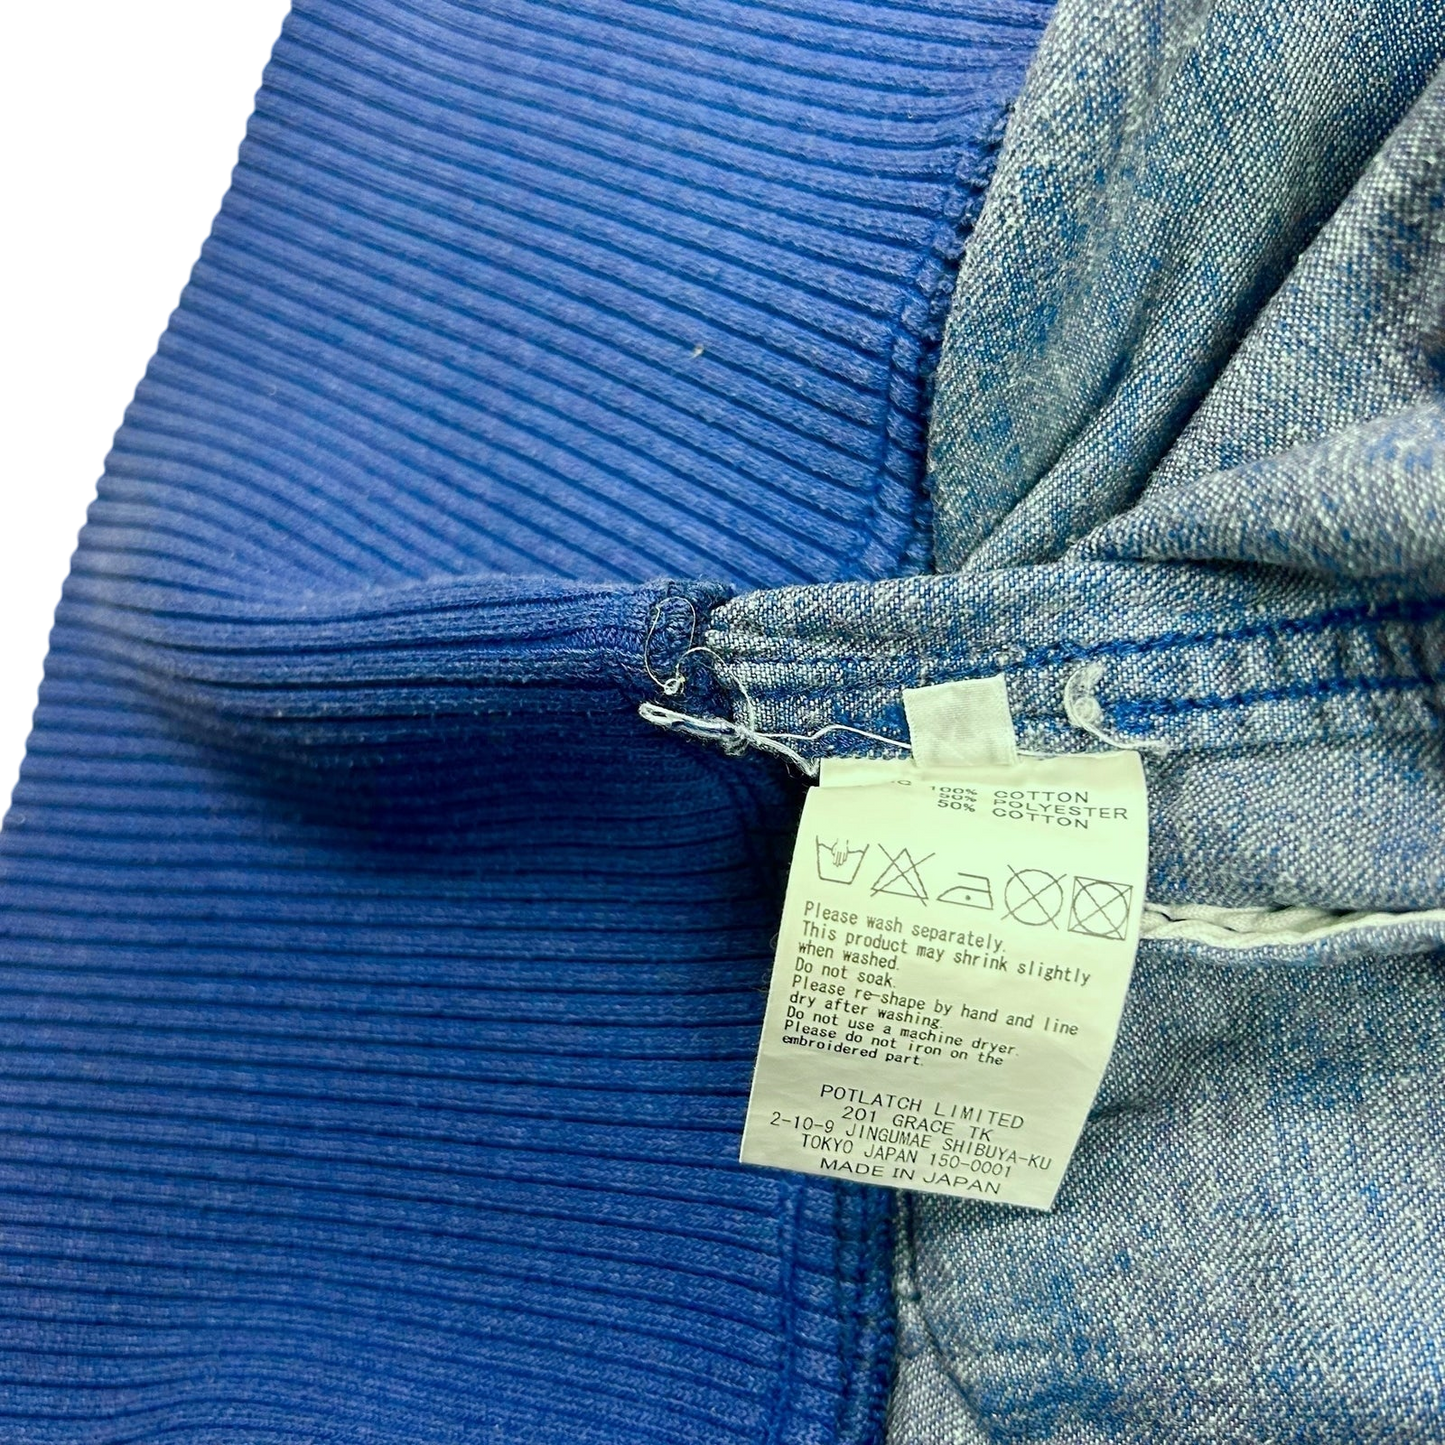 100% COTTON
50% POLYESTER
50% COTTON
Please wash separately.
This product may shrink slightly
when washed.
Do not soak.
Please re-shape by hand and line
dry after washing.
Do not use a machine dryer.
Please do not iron on the
embroidered part.
POTLATCH LIMITED
201 GRACE TK
2-10-9 JINGUMAE SHIBUYA-KU
TOKYO JAPAN 150-0001
MADE IN JAPAN